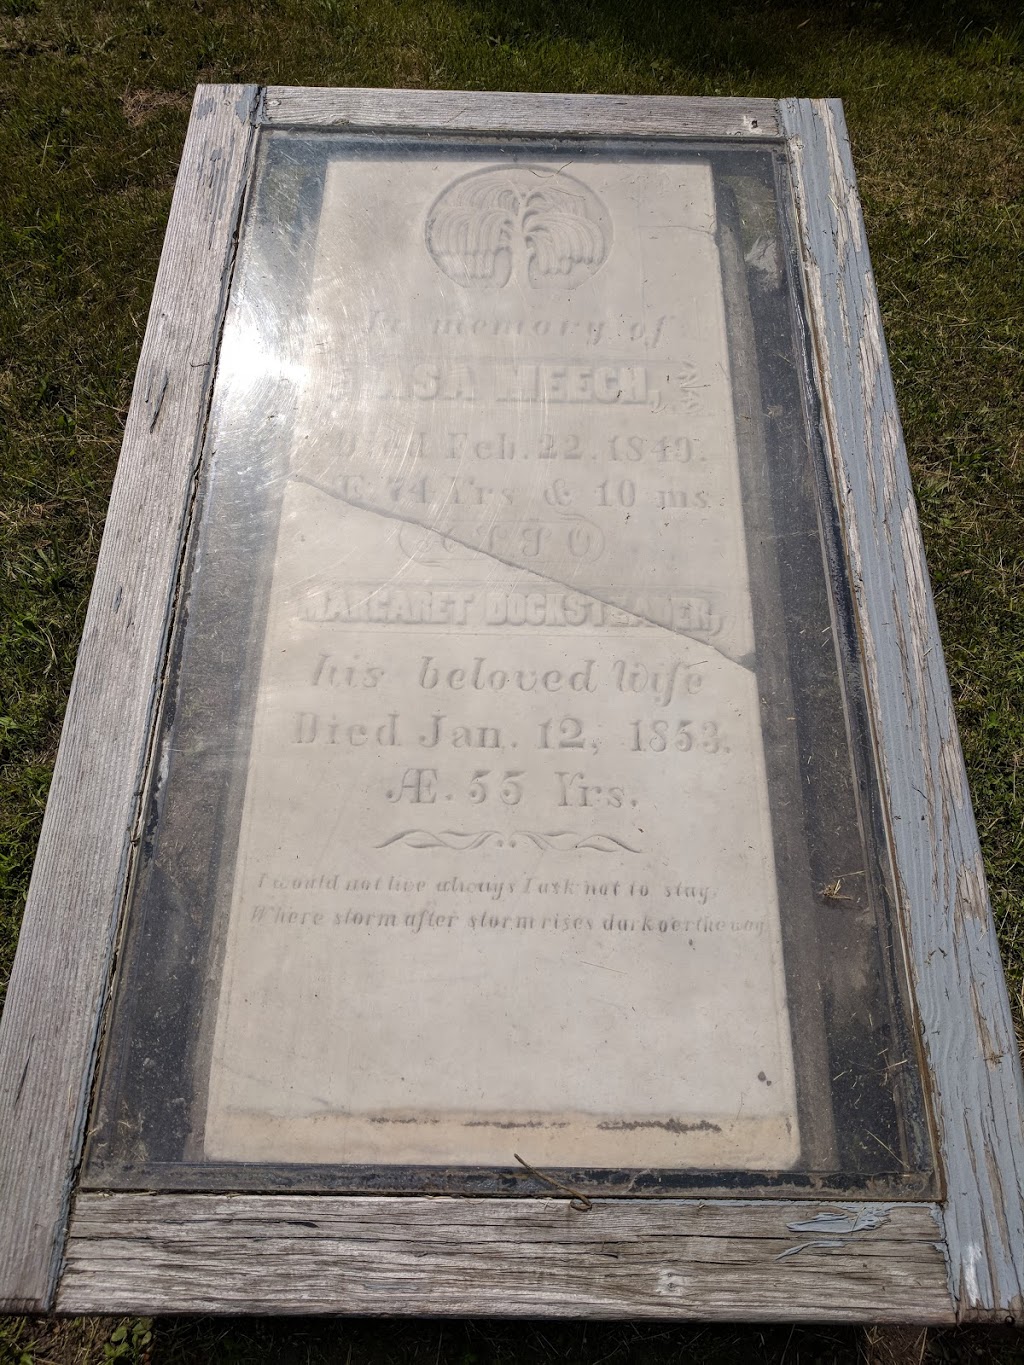 In memory of
ASA MEECH,
Died Feb. 22. 1849.
Æ 74 Yrs & 10 ms.
ALSO
MARGARET DOCKSTEADER,
his beloved Wife
Died Jan. 12, 1853.
Æ. 55 Yrs.
I would not live always I ask not to stay,
Where storm after storm rises dark o'er the way